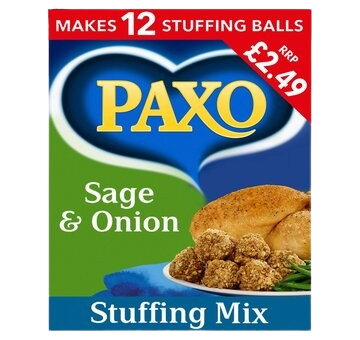 MAKES 12 STUFFING BALLS
RRP
£2.49
PAXO
Sage
& Onion
Stuffing Mix